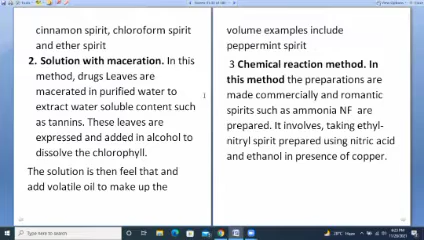 cinnamon spirit, chloroform spirit
and ether spirit
2. Solution with maceration. In this
method, drugs Leaves are
macerated in purified water to
extract water soluble content such
as tannins. These leaves are
expressed and added in alcohol to
dissolve the chlorophyll.
The solution is then feel that and
add volatile oil to make up the
volume examples include
peppermint spirit
3 Chemical reaction method. In
this method the preparations are
made commercially and romantic
spirits such as ammonia NF are
prepared. It involves, taking ethyl-
nitryl spirit prepared using nitric acid
and ethanol in presence of copper.
Type here to search